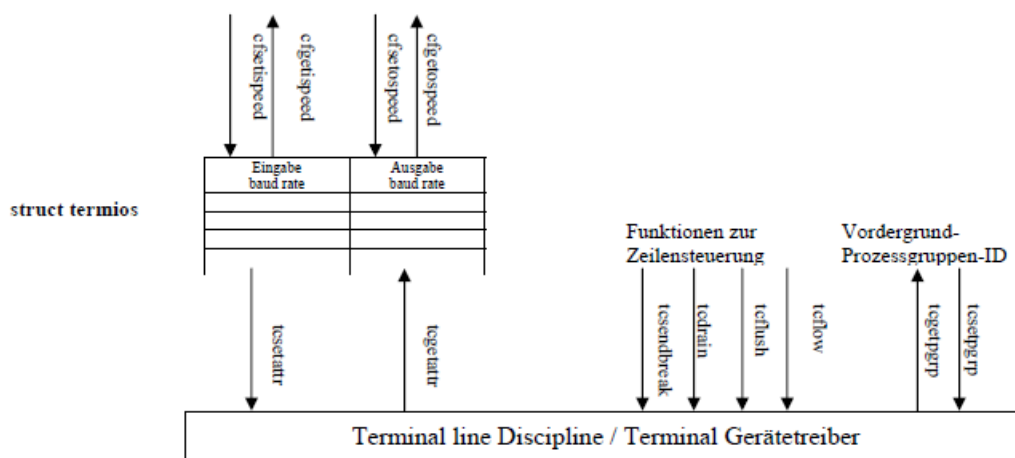 cfsetispeed
cfgetispeed
cfsetospeed
cfgetospeed
Eingabe
baud rate
Ausgabe
baud rate
struct termios
Funktionen zur
Zeilensteuerung
Vordergrund-
Prozessgruppen-ID
tcsetattr
tcgetattr
tcsendbreak
tcdrain
tcflush
tcflow
tcgetpgrp
tcsetpgrp
Terminal line Discipline / Terminal Gerätetreiber